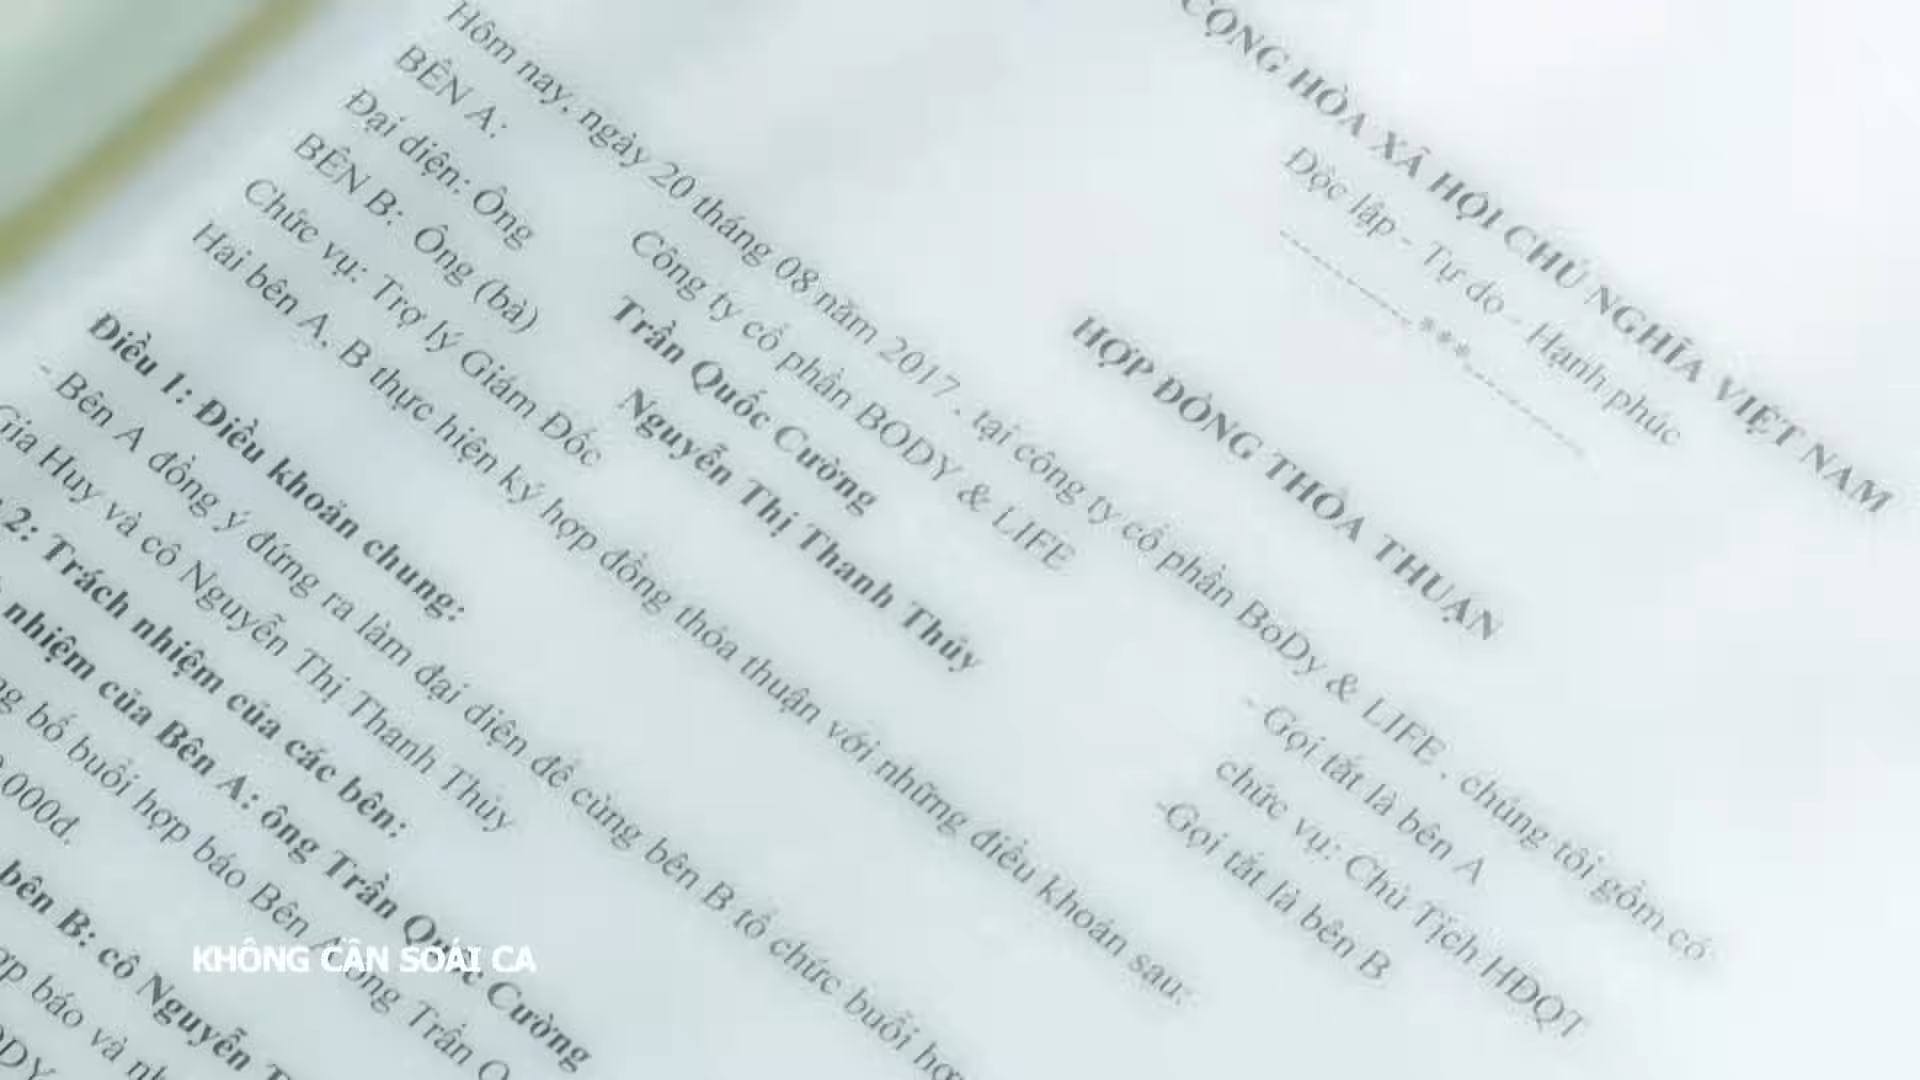 CỘNG HÒA XÃ HỘI CHỦ NGHĨA VIỆT NAM
Độc lập - Tự do - Hạnh phúc
--------***----------
HỢP ĐỒNG THỎA THUẬN
Hôm nay, ngày 20 tháng 08 năm 2017 , tại công ty cổ phần BoDy & LIFE , chúng tôi gồm có
BÊN A: Công ty cổ phần BODY & LIFE - Gọi tắt là bên A
Đại diện: Ông Trần Quốc Cường chức vụ: Chủ Tịch HĐQT
BÊN B: Ông (bà) Nguyễn Thị Thanh Thủy -Gọi tắt là bên B
Chức vụ: Trợ lý Giám Đốc
Hai bên A, B thực hiện ký hợp đồng thỏa thuận với những điều khoản sau:
Điều 1: Điều khoản chung:
- Bên A đồng ý đứng ra làm đại diện để cùng bên B tổ chức buổi
Gia Huy và cô Nguyễn Thị Thanh Thủy
2: Trách nhiệm của các bên:
nhiệm của Bên A: ông Trần Quốc Cường
bố buổi họp báo Bên A ông Trần
000đ.
bên B: cô Nguyễn
báo và
KHÔNG CẦN SOÁI CA